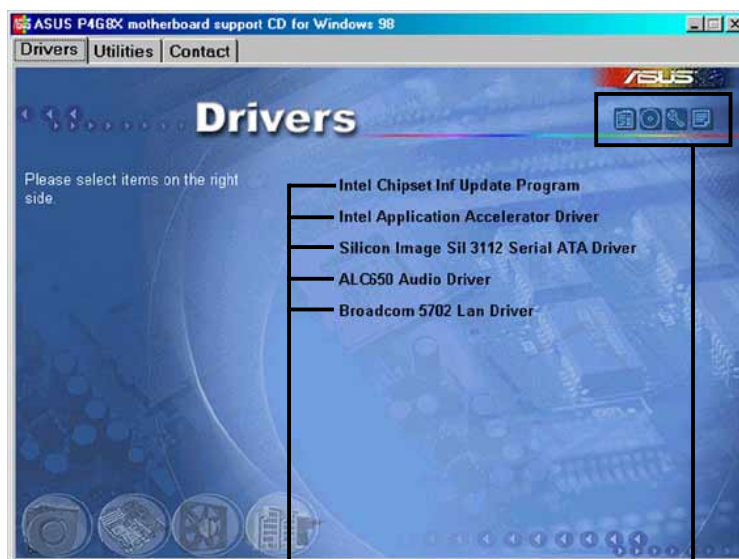 ASUS P4G8X motherboard support CD for Windows 98
Drivers Utilities Contact
ASUS
Drivers
Please select items on the right
side.
Intel Chipset Inf Update Program
Intel Application Accelerator Driver
Silicon Image Sil 3112 Serial ATA Driver
ALC650 Audio Driver
Broadcom 5702 Lan Driver